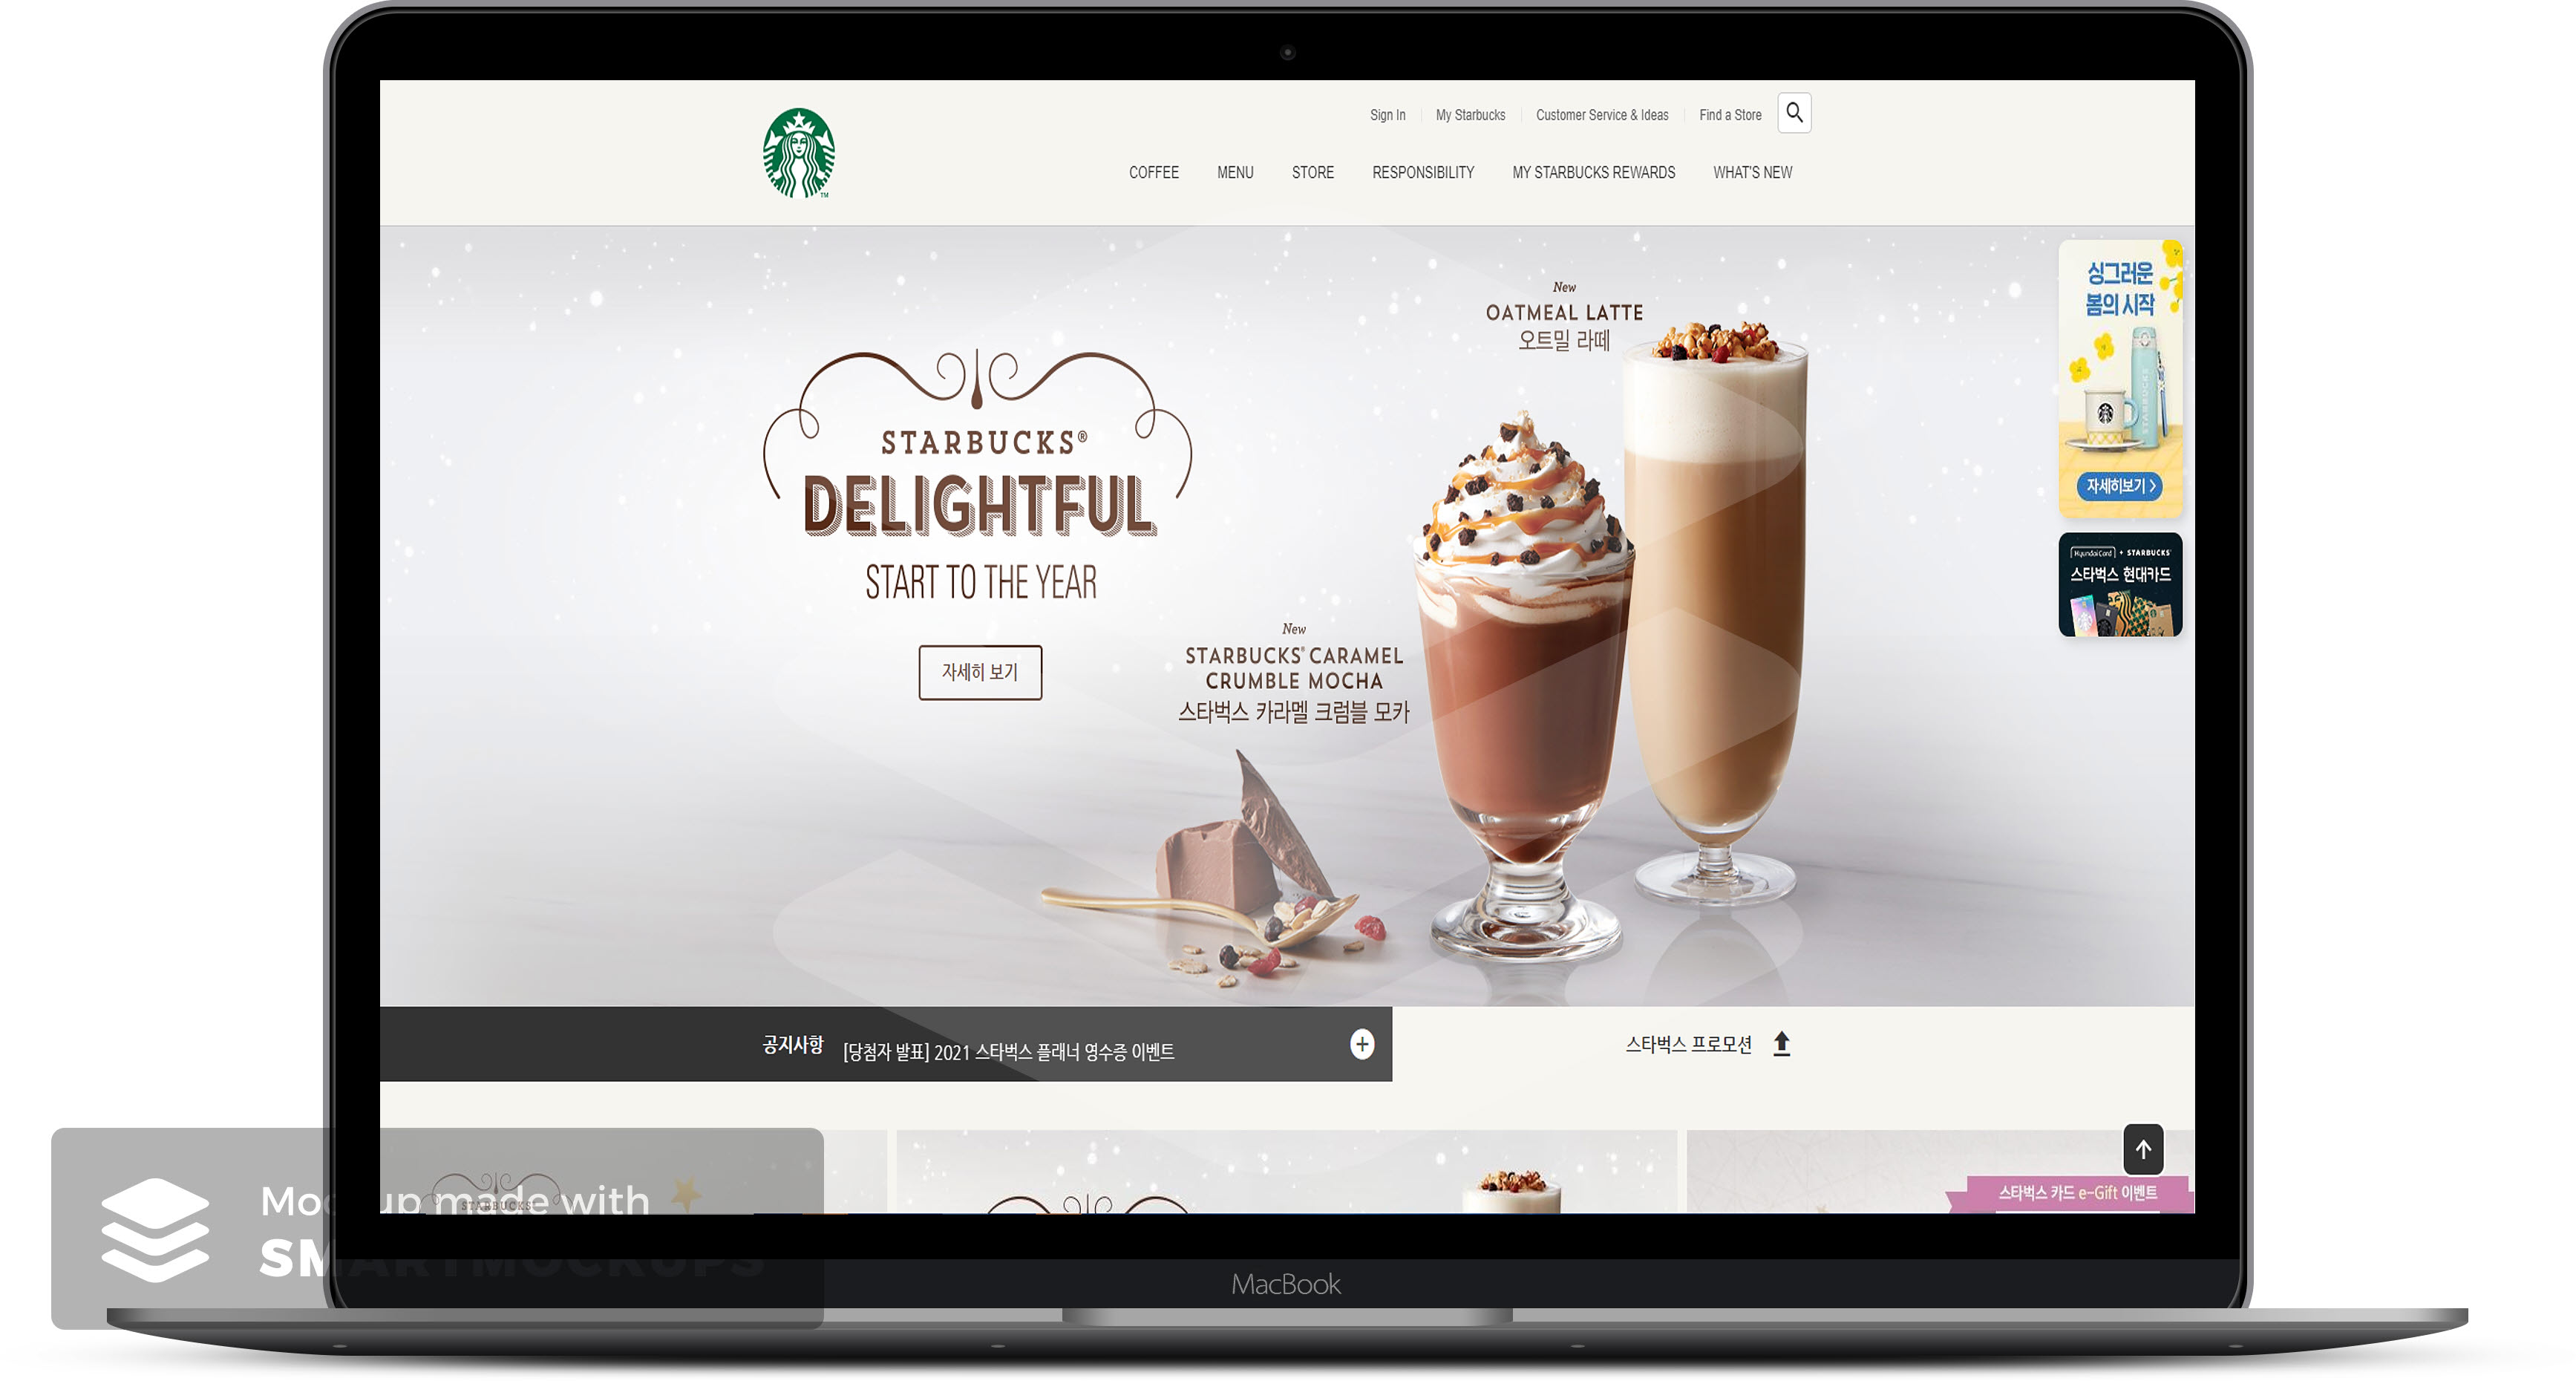 Sign In
My Starbucks
Customer Service & Ideas
Find a Store
TM
COFFEE
MENU
STORE
RESPONSIBILITY
MY STARBUCKS REWARDS
WHAT'S NEW
New
OATMEAL LATTE
오트밀 라떼
STARBUCKS®
DELIGHTFUL
START TO THE YEAR
자세히 보기
New
STARBUCKS® CARAMEL
CRUMBLE MOCHA
스타벅스 카라멜 크럼블 모카
싱그러운
봄의 시작
STARBUCKS
자세히보기 >
HyundaiCard + STARBUCKS
스타벅스 현대카드
공지사항
[당첨자 발표] 2021 스타벅스 플래너 영수증 이벤트
스타벅스 프로모션
STARBUCKS
스타벅스 카드 e-Gift 이벤트
Mockup made with
SMARTMOCKUPS
MacBook